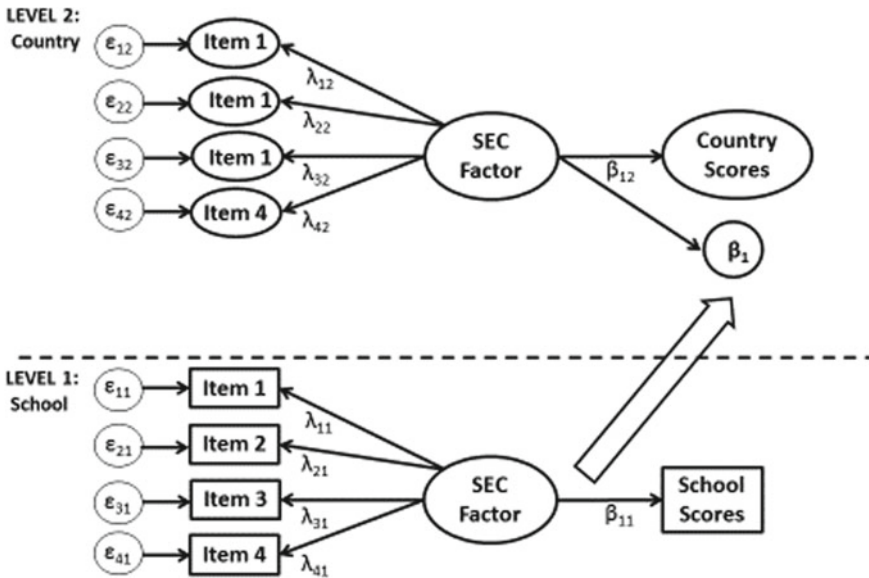 LEVEL 2:
Country
ε12
Item 1
λ12
ε22
Item 1
λ22
ε32
Item 1
λ32
ε42
Item 4
λ42
SEC
Factor
β12
Country
Scores
β1
LEVEL 1:
School
ε11
Item 1
λ11
ε21
Item 2
λ21
ε31
Item 3
λ31
ε41
Item 4
λ41
SEC
Factor
β11
School
Scores